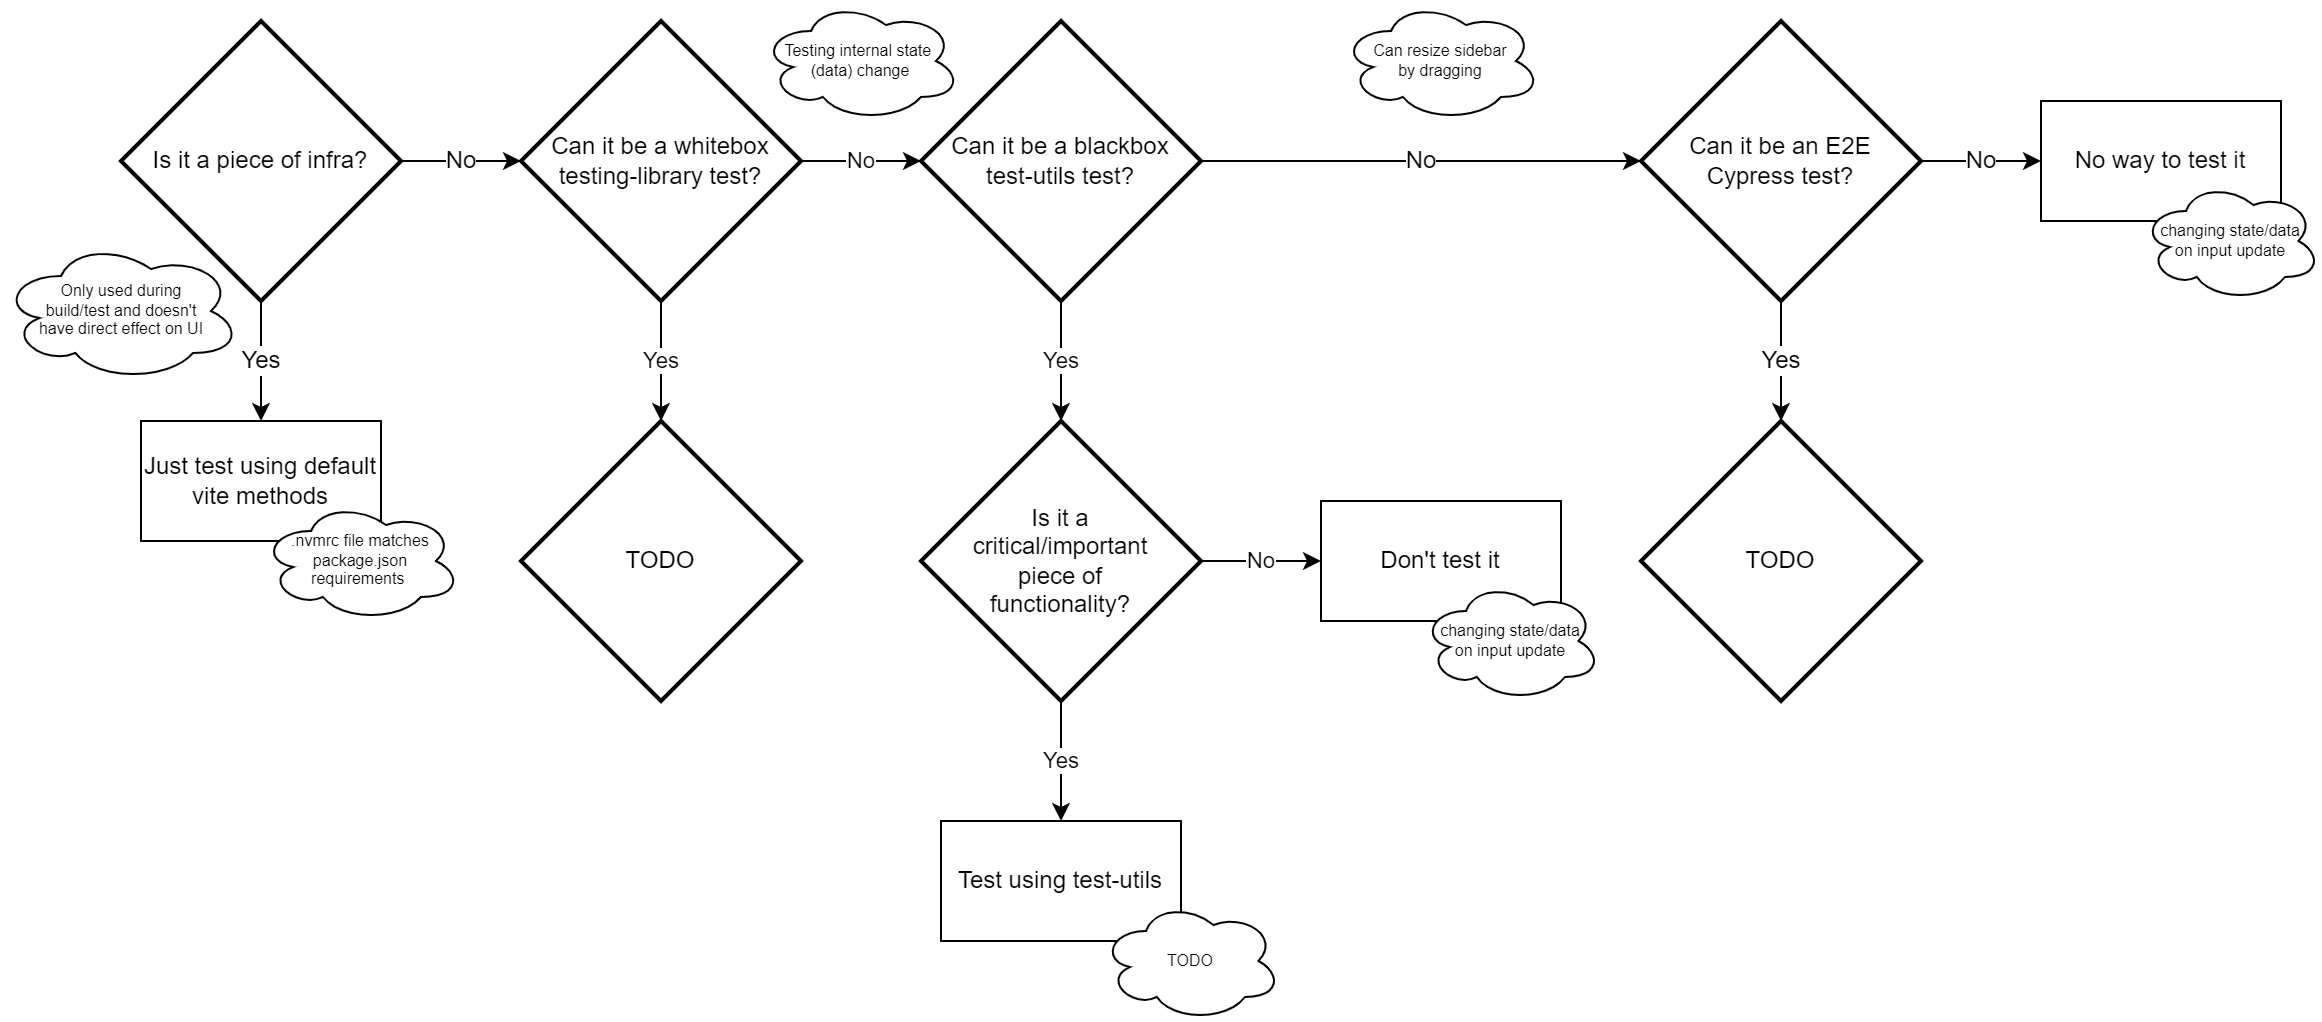 Testing internal state
(data) change
Can resize sidebar
by dragging
Is it a piece of infra?
No
Can it be a whitebox
testing-library test?
No
Can it be a blackbox
test-utils test?
No
Can it be an E2E
Cypress test?
No
No way to test it
changing state/data
on input update
Only used during
build/test and doesn't
have direct effect on UI
Yes
Yes
Yes
Yes
Just test using default
vite methods
.nvmrc file matches
package.json
requirements
TODO
Is it a
critical/important
piece of
functionality?
No
Don't test it
changing state/data
on input update
TODO
Yes
Test using test-utils
TODO